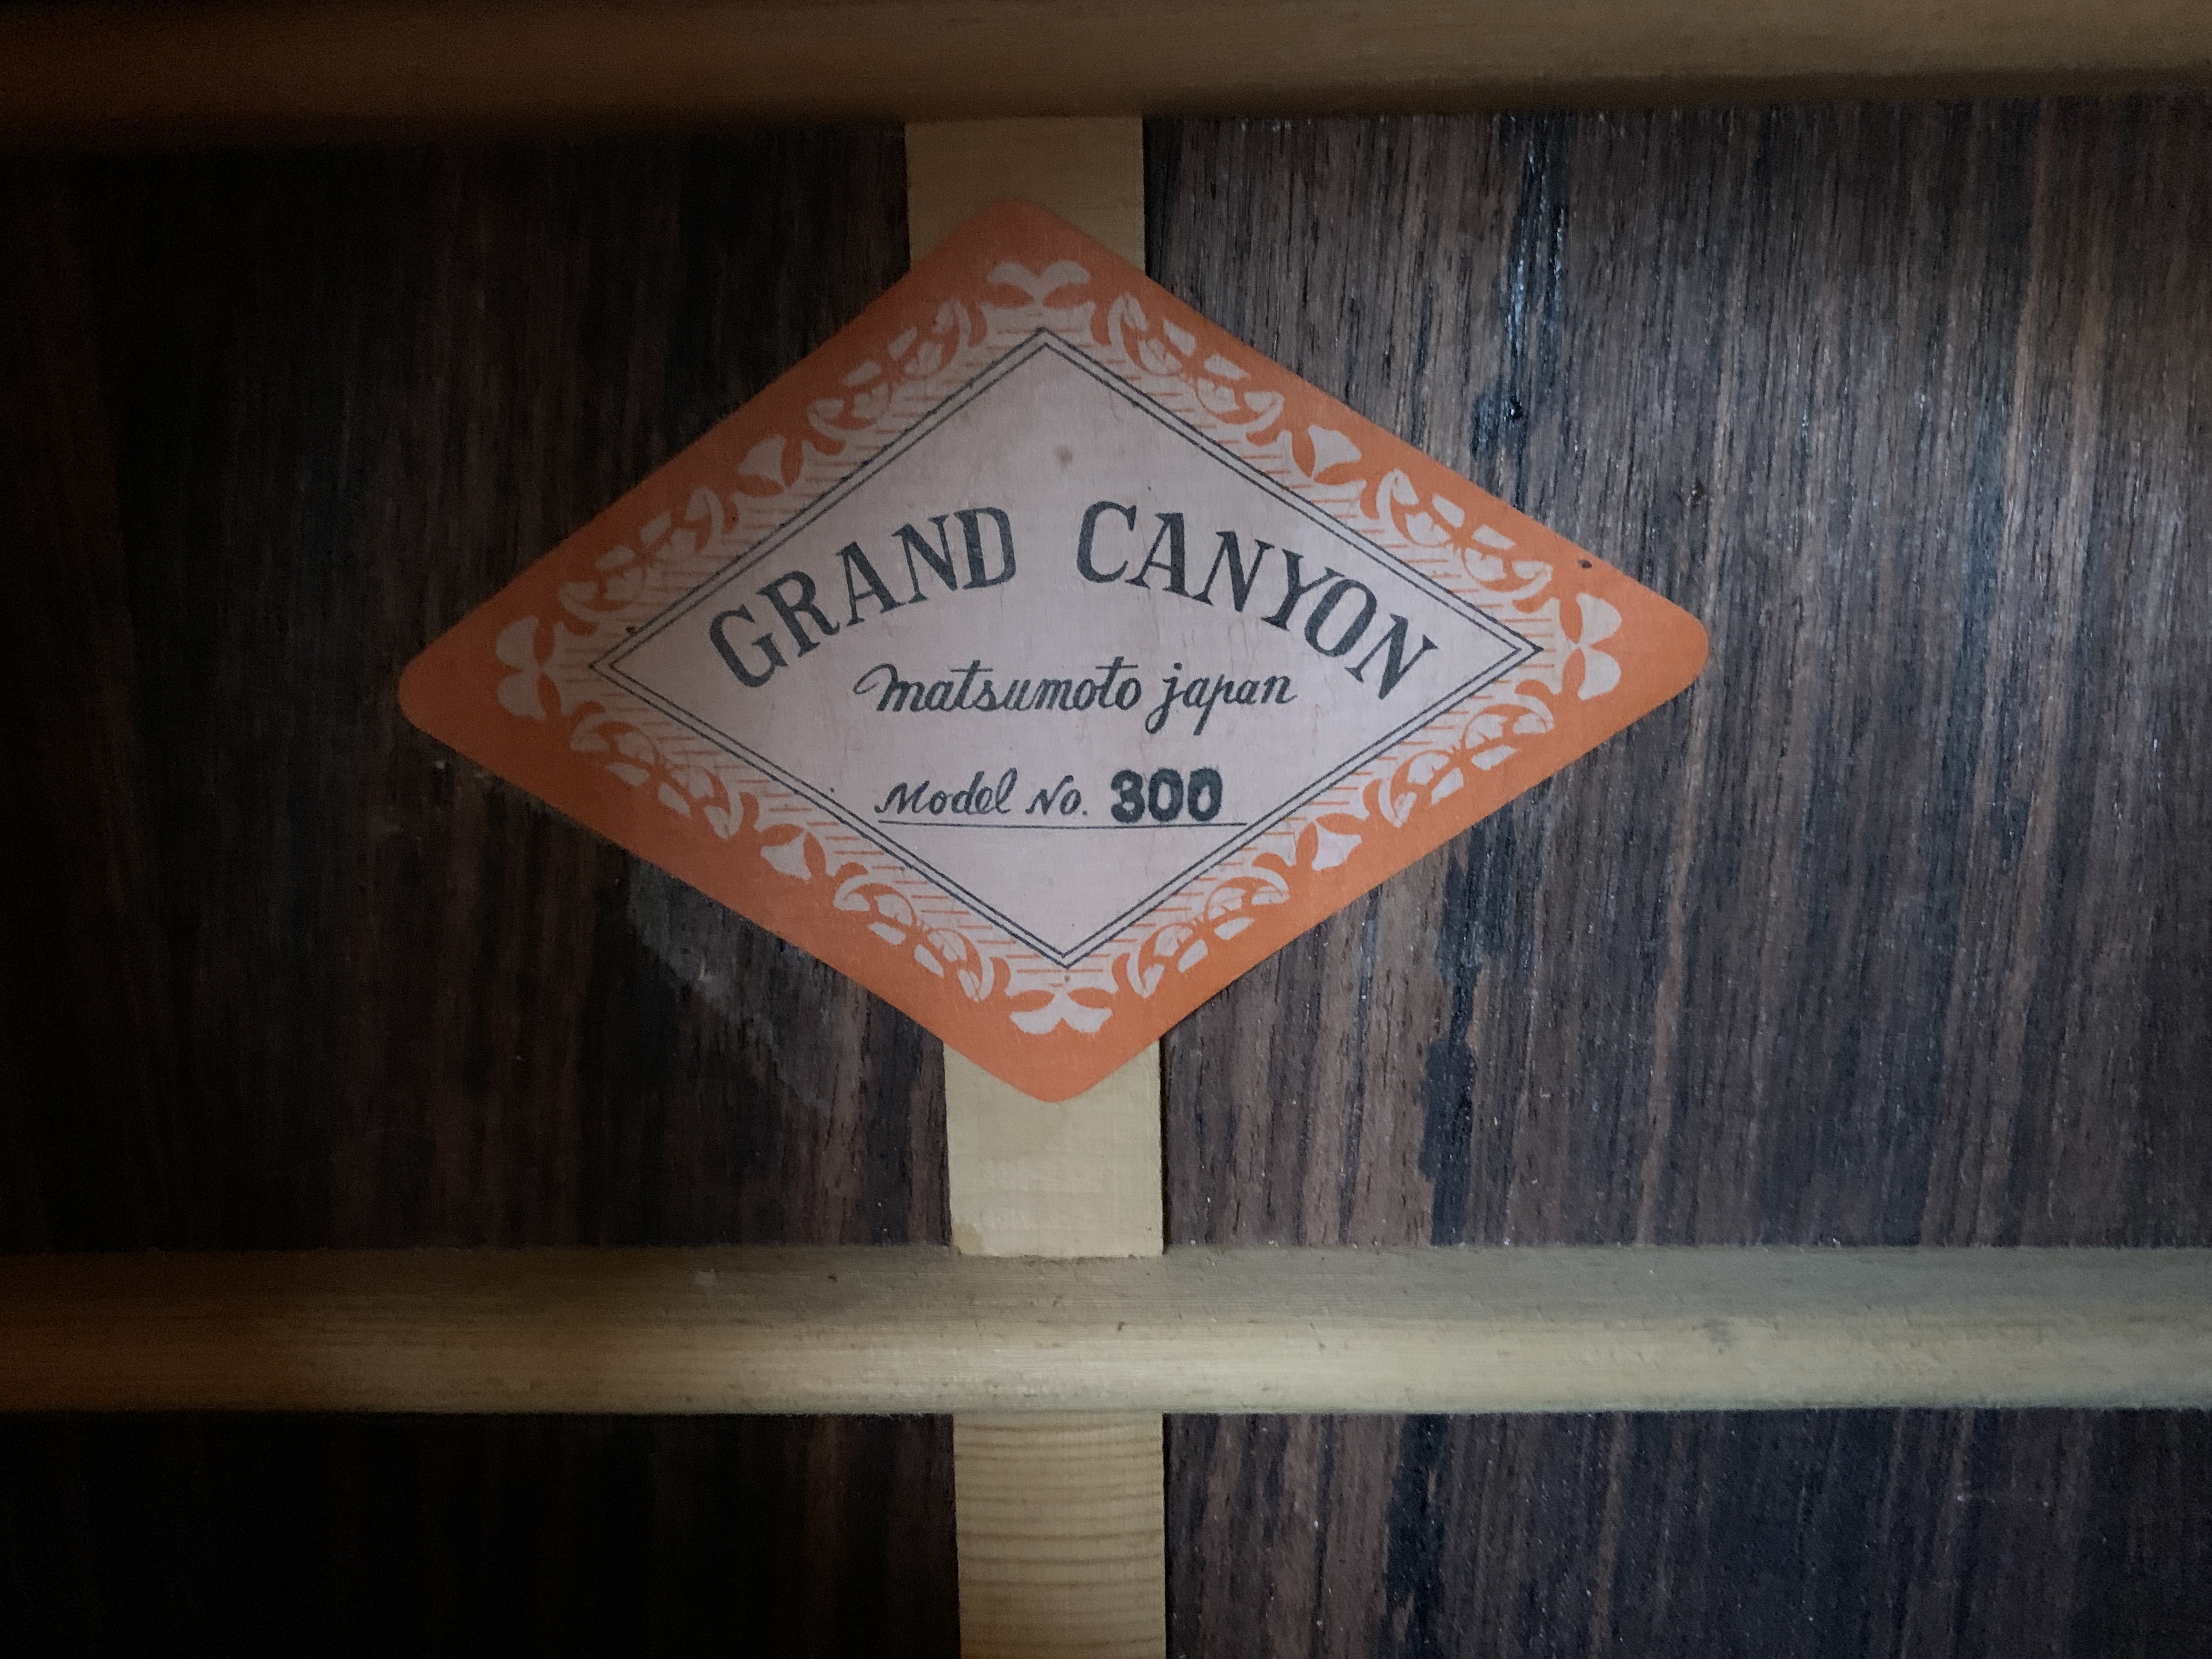 GRAND CANYON
Matsumoto japan
Model No. 300